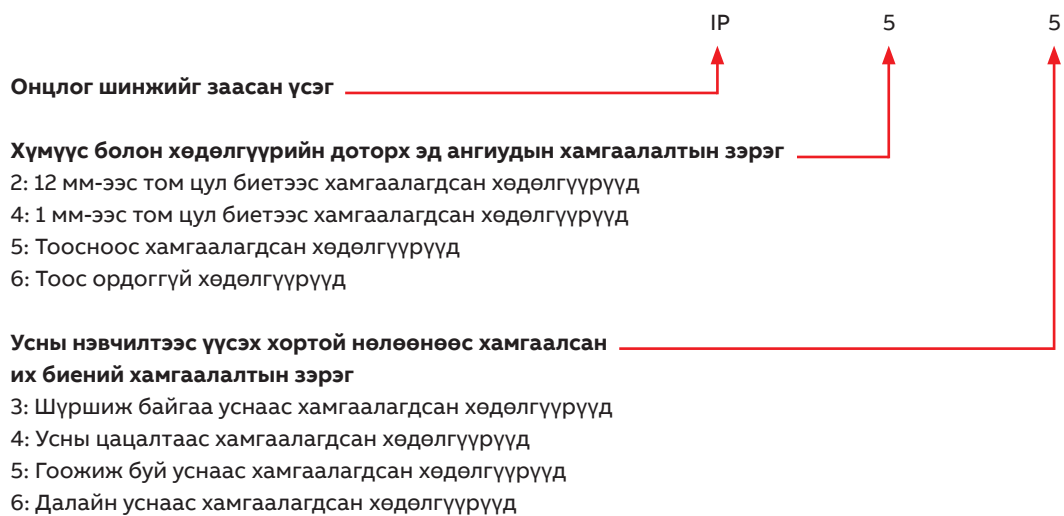 IP 5 5
Онцлог шинжийг заасан үсэг
Хүмүүс болон хөдөлгүүрийн доторх эд ангиудын хамгаалалтын зэрэг
2: 12 мм-ээс том цул биетээс хамгаалагдсан хөдөлгүүрүүд
4: 1 мм-ээс том цул биетээс хамгаалагдсан хөдөлгүүрүүд
5: Тооcноос хамгаалагдсан хөдөлгүүрүүд
6: Тоос ордоггүй хөдөлгүүрүүд
Усны нэвчилтээс үүсэх хортой нөлөөнөөс хамгаалсан
их биений хамгаалалтын зэрэг
3: Шүршиж байгаа уснаас хамгаалагдсан хөдөлгүүрүүд
4: Усны цацалтаас хамгаалагдсан хөдөлгүүрүүд
5: Гоожиж буй уснаас хамгаалагдсан хөдөлгүүрүүд
6: Далайн уснаас хамгаалагдсан хөдөлгүүрүүд